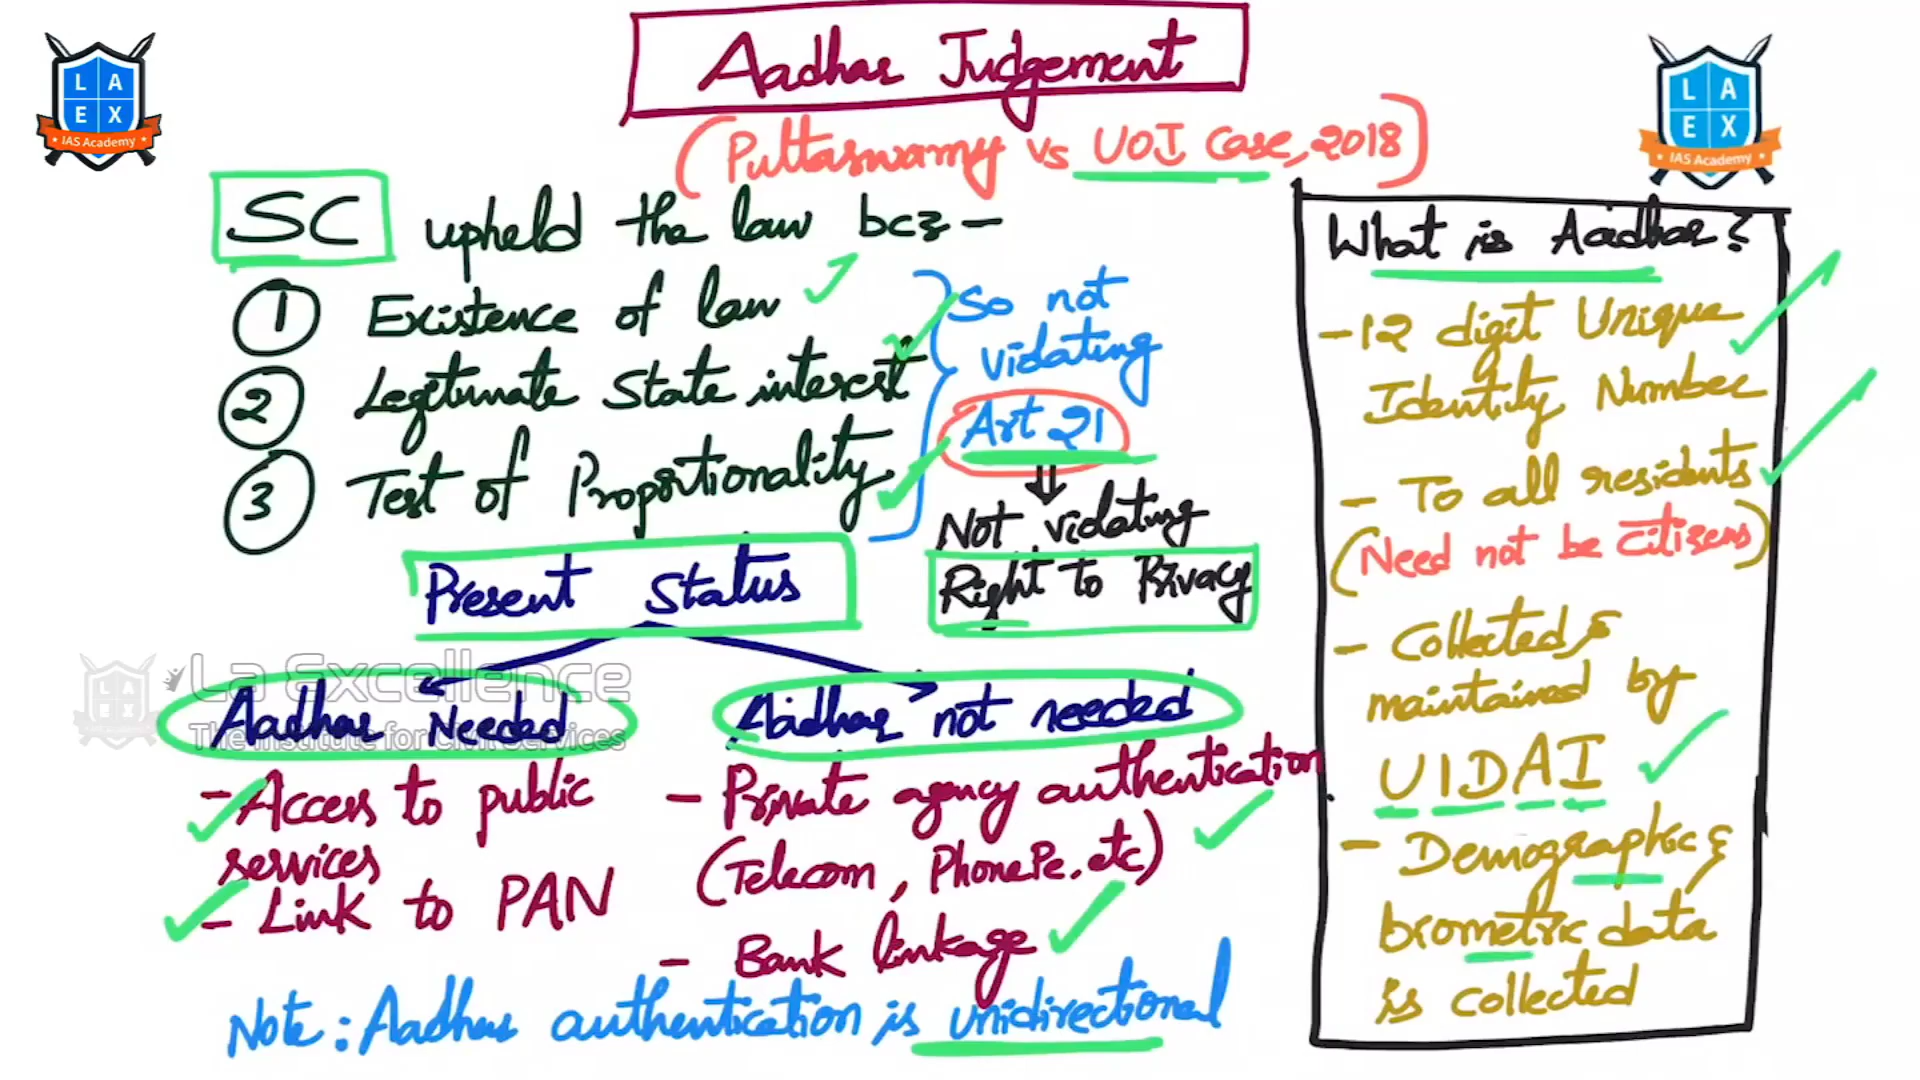 LA
EX
IAS Academy
Aadhar Judgement
(Puttaswamy vs UOI Case, 2018)
LA
EX
IAS Academy
SC upheld the law bcz -
1 Existence of law
2 Legitimate State interest
3 Test of Proportionality
So not
violating
Art 21
Not violating
Right to Privacy
Present Status
La Excellence
The Institute for Civil Services
Aadhar Needed
- Access to public
services
- Link to PAN
Aadhar not needed
- Private agency authentication
(Telecom, PhonePe. etc)
- Bank linkage
Note: Aadhar authentication is unidirectional
What is Aadhar?
- 12 digit Unique
Identity Number
- To all residents
(Need not be citizens)
- Collected &
maintained by
UIDAI
- Demographic &
biometric data
is collected